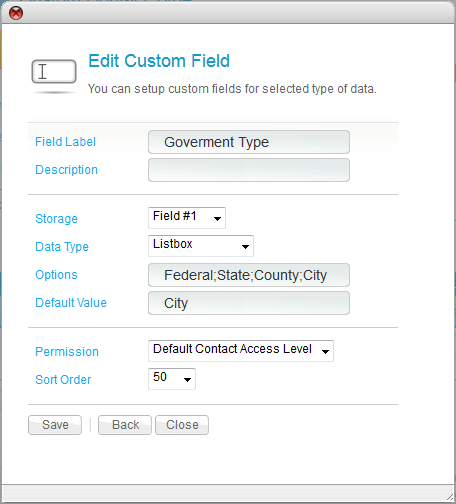 Edit Custom Field
You can setup custom fields for selected type of data.
Field Label Goverment Type
Description
Storage Field #1
Data Type Listbox
Options Federal;State;County;City
Default Value City
Permission Default Contact Access Level
Sort Order 50
Save Back Close